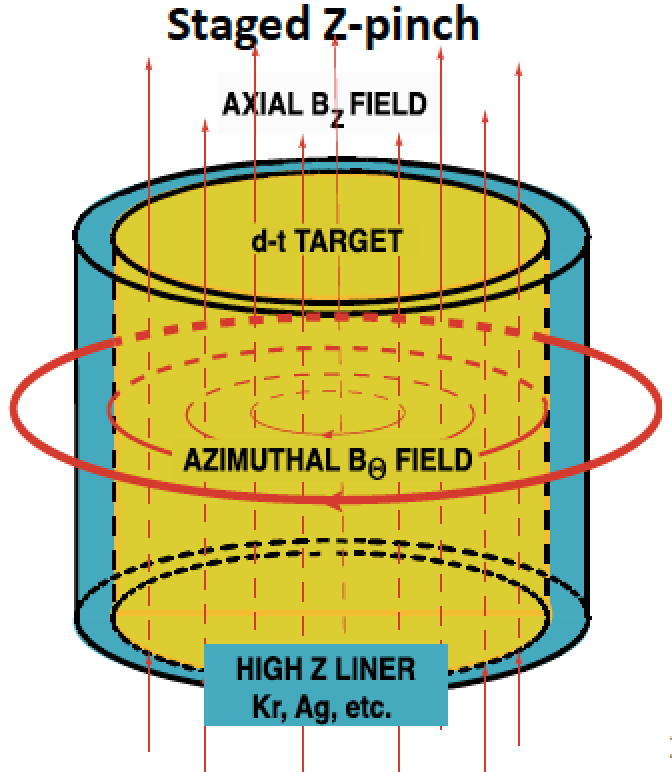 Staged Z-pinch
AXIAL Bz FIELD
d-t TARGET
AZIMUTHAL BΘ FIELD
HIGH Z LINER
Kr, Ag, etc.